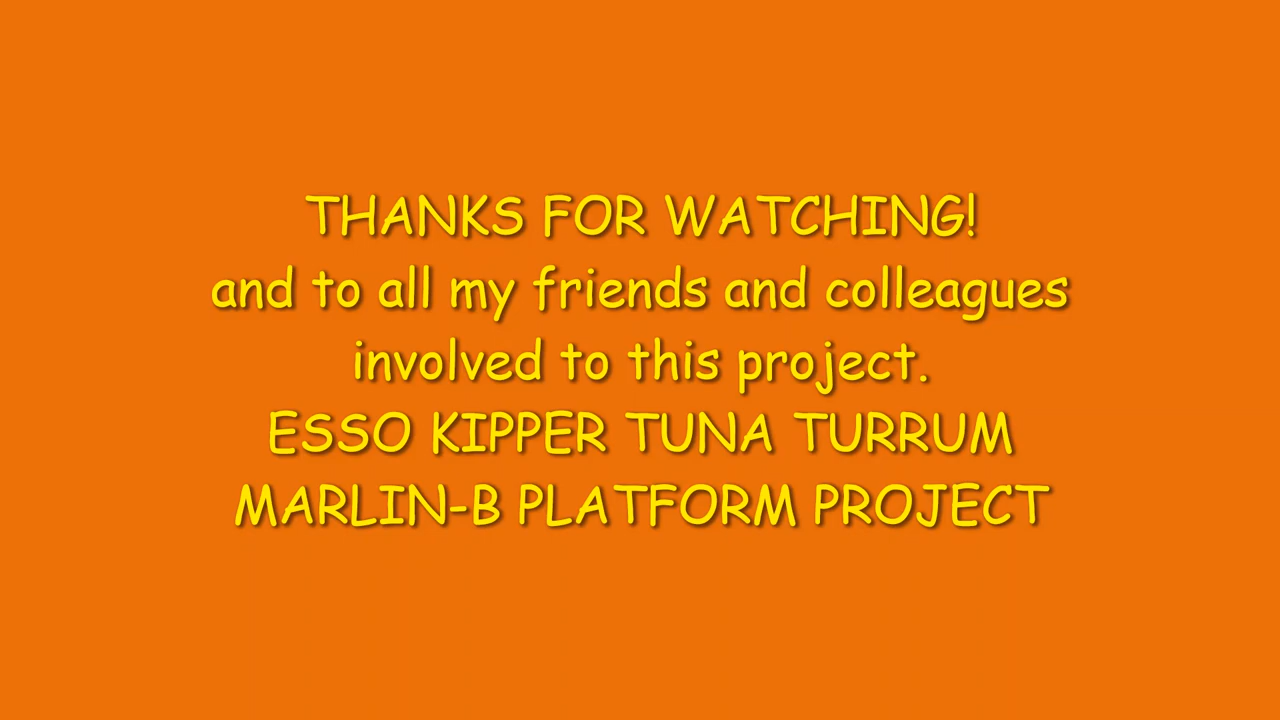 THANKS FOR WATCHING!
and to all my friends and colleagues
involved to this project.
ESSO KIPPER TUNA TURRUM
MARLIN-B PLATFORM PROJECT